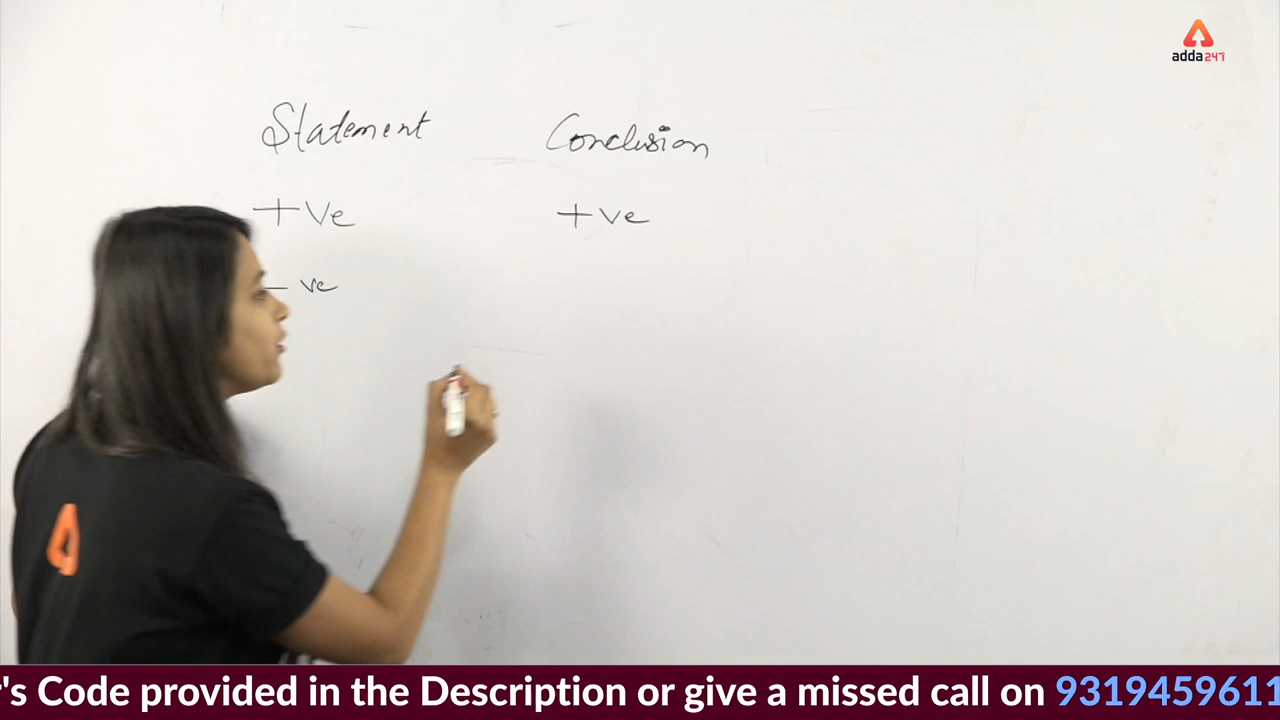 adda247
Statement Conclusion
+ve +ve
- ve
's Code provided in the Description or give a missed call on 9319459611